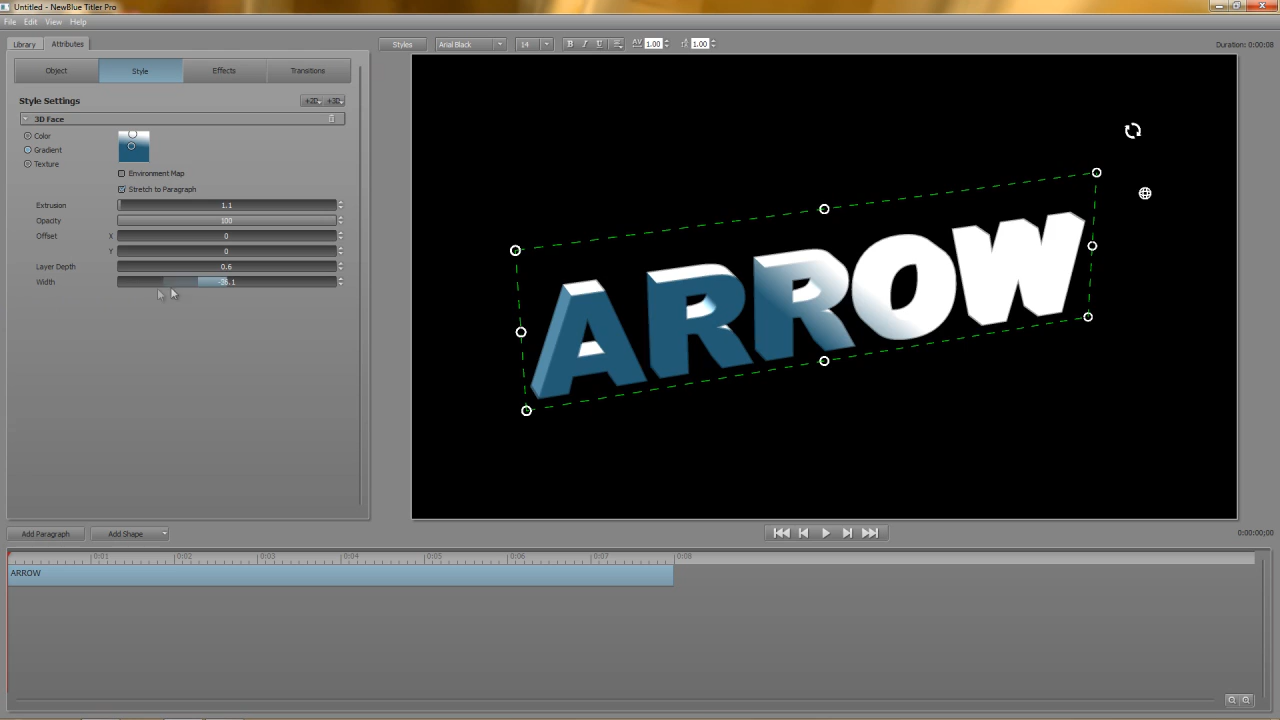 Untitled - NewBlue Titler Pro
File Edit View Help
Library Attributes
Styles Arial Black 14 B I U 1.00 1.00 Duration: 0:00:08
Object Style Effects Transitions
Style Settings +2D +3D
3D Face
Color
Gradient
Texture
Environment Map
Stretch to Paragraph
Extrusion 1.1
Opacity 100
Offset X 0
Y 0
Layer Depth 0.6
Width
ARROW
Add Paragraph Add Shape 0:00:00;00
0:01 0:02 0:03 0:04 0:05 0:06 0:07 0:08
ARROW